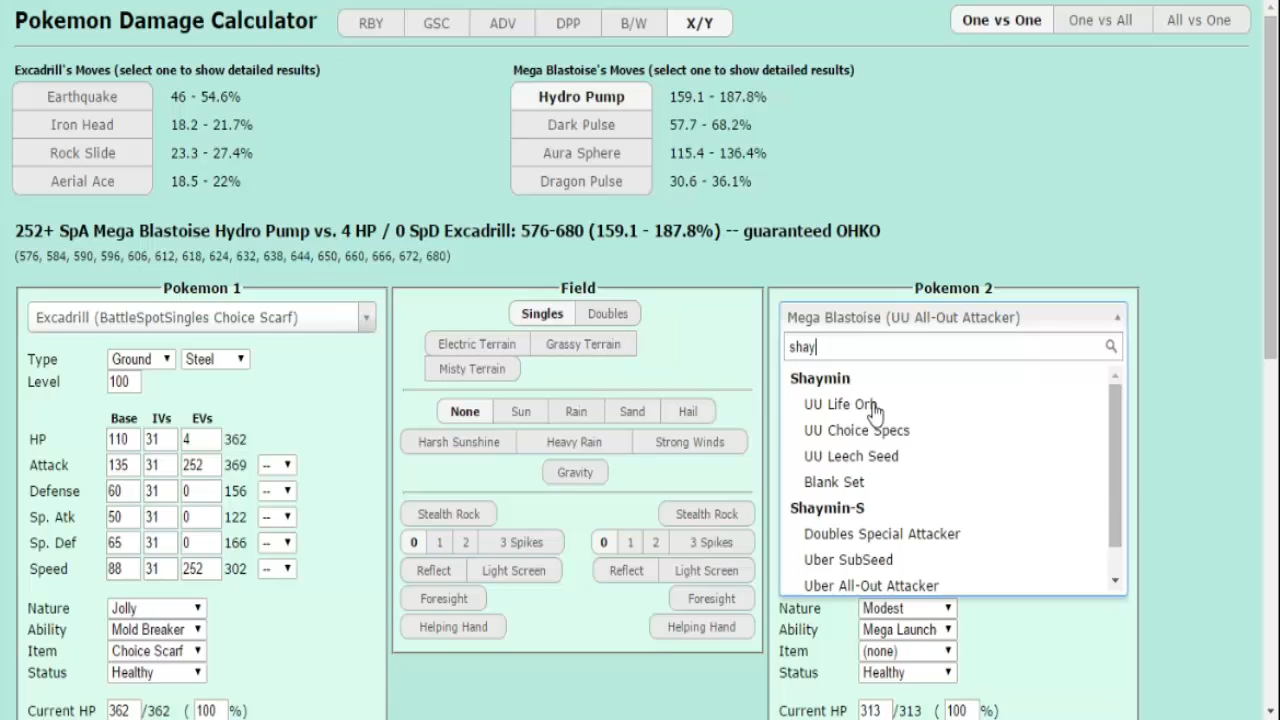 Pokemon Damage Calculator
RBY GSC ADV DPP B/W X/Y
One vs One One vs All All vs One
Excadrill's Moves (select one to show detailed results)
Earthquake 46 - 54.6%
Iron Head 18.2 - 21.7%
Rock Slide 23.3 - 27.4%
Aerial Ace 18.5 - 22%
Mega Blastoise's Moves (select one to show detailed results)
Hydro Pump 159.1 - 187.8%
Dark Pulse 57.7 - 68.2%
Aura Sphere 115.4 - 136.4%
Dragon Pulse 30.6 - 36.1%
252+ SpA Mega Blastoise Hydro Pump vs. 4 HP / 0 SpD Excadrill: 576-680 (159.1 - 187.8%) -- guaranteed OHKO
(576, 584, 590, 596, 606, 612, 618, 624, 632, 638, 644, 650, 660, 666, 672, 680)
Pokemon 1
Excadrill (BattleSpotSingles Choice Scarf)
Type Ground Steel
Level 100
Base IVs EVs
HP 110 31 4 362
Attack 135 31 252 369 --
Defense 60 31 0 156 --
Sp. Atk 50 31 0 122 --
Sp. Def 65 31 0 166 --
Speed 88 31 252 302 --
Nature Jolly
Ability Mold Breaker
Item Choice Scarf
Status Healthy
Current HP 362 /362 ( 100 %)
Field
Singles Doubles
Electric Terrain Grassy Terrain
Misty Terrain
None Sun Rain Sand Hail
Harsh Sunshine Heavy Rain Strong Winds
Gravity
Stealth Rock Stealth Rock
0 1 2 3 Spikes 0 1 2 3 Spikes
Reflect Light Screen Reflect Light Screen
Foresight Foresight
Helping Hand Helping Hand
Pokemon 2
Mega Blastoise (UU All-Out Attacker)
shay
Shaymin
UU Life Orb
UU Choice Specs
UU Leech Seed
Blank Set
Shaymin-S
Doubles Special Attacker
Uber SubSeed
Uber All-Out Attacker
Nature Modest
Ability Mega Launch
Item (none)
Status Healthy
Current HP 313 /313 ( 100 %)